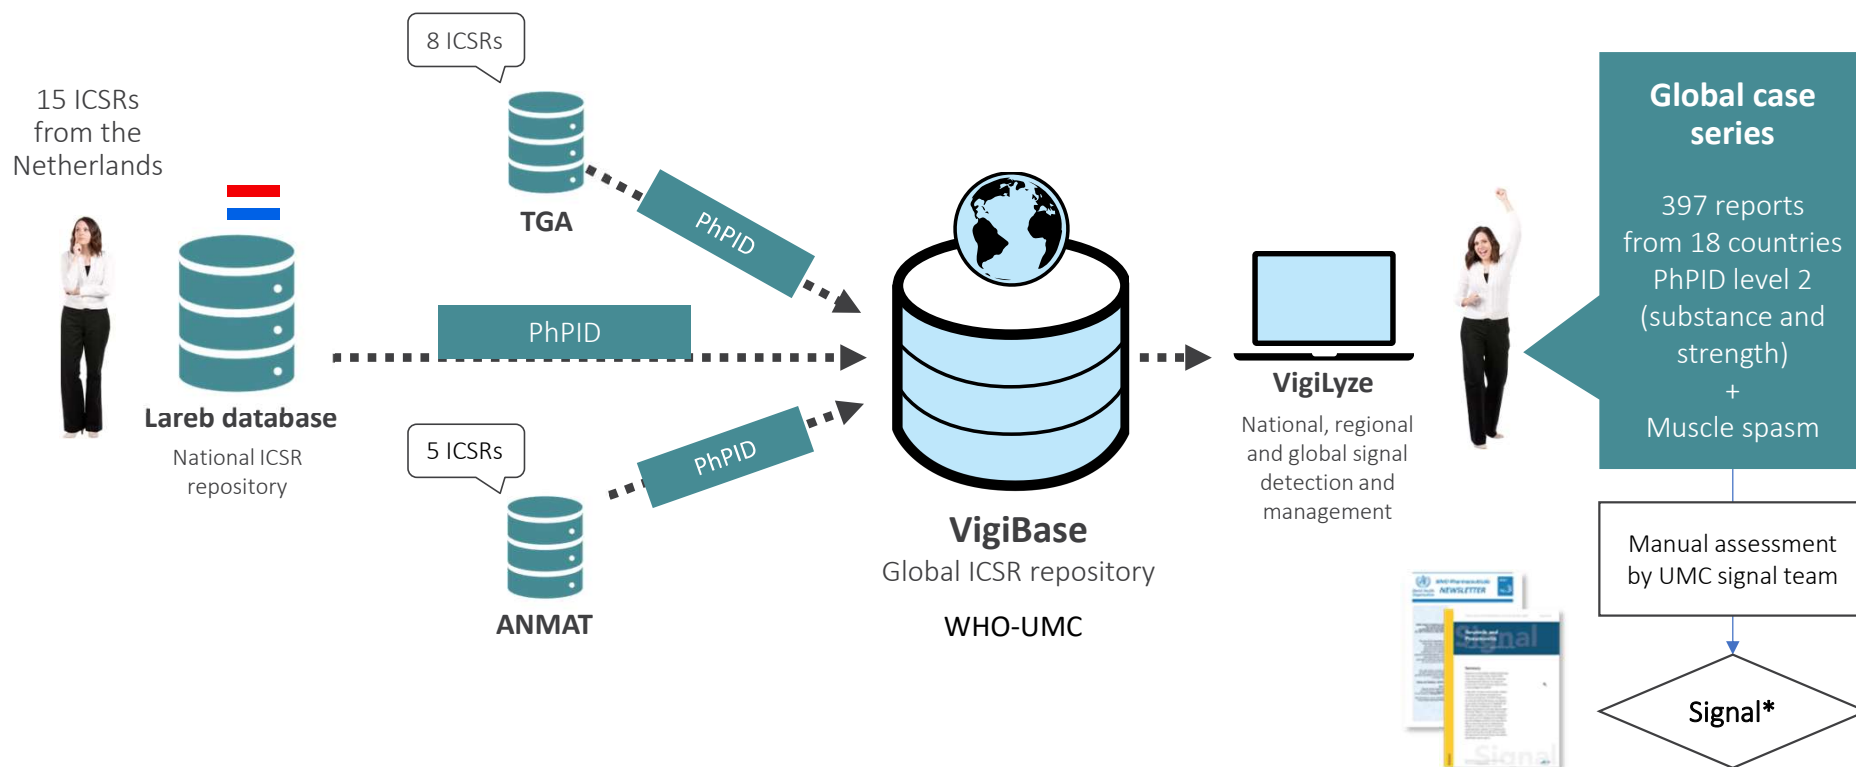 8 ICSRs
15 ICSRs
from the
Netherlands
TGA
PhPID
PhPID
Lareb database
National ICSR
repository
5 ICSRs
PhPID
ANMAT
VigiBase
Global ICSR repository
WHO-UMC
VigiLyze
National, regional
and global signal
detection and
management
Global case
series
397 reports
from 18 countries
PhPID level 2
(substance and
strength)
+
Muscle spasm
Manual assessment
by UMC signal team
Signal*
NEWSLETTER
Signal
Signal